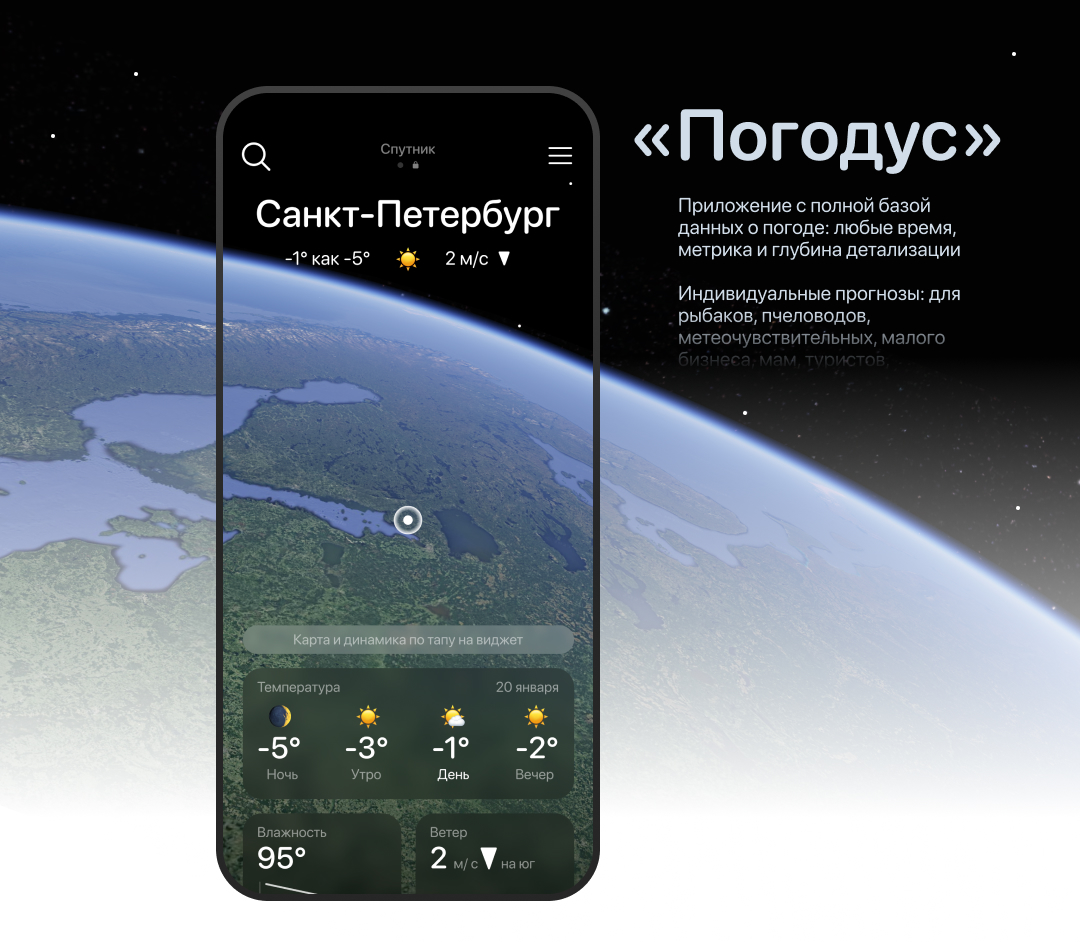 «Погодус»
Приложение с полной базой
данных о погоде: любые время,
метрика и глубина детализации
Индивидуальные прогнозы: для
рыбаков, пчеловодов,
метеочувствительных, малого
бизнеса, мам, туристов,
Спутник
Санкт-Петербург
-1° как -5° 2 м/с
Карта и динамика по тапу на виджет
Температура 20 января
-5° -3° -1° -2°
Ночь Утро День Вечер
Влажность Ветер
95° 2 м/с на юг